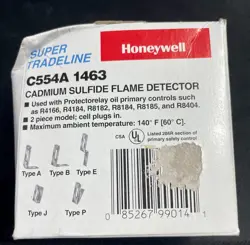 SUPER
TRADELINE
Honeywell
C554A 1463
CADMIUM SULFIDE FLAME DETECTOR
• Used with Protectorelay oil primary controls such
as R4166, R4184, R8182, R8184, R8185, and R8404.
• 2 piece model; cell plugs in.
• Maximum ambient temperature: 140° F [60° C].
CSA
UL
Listed 284R section of
primary safety control
Type A
Type B
Type E
Type J
Type P
0 85267 99014 1